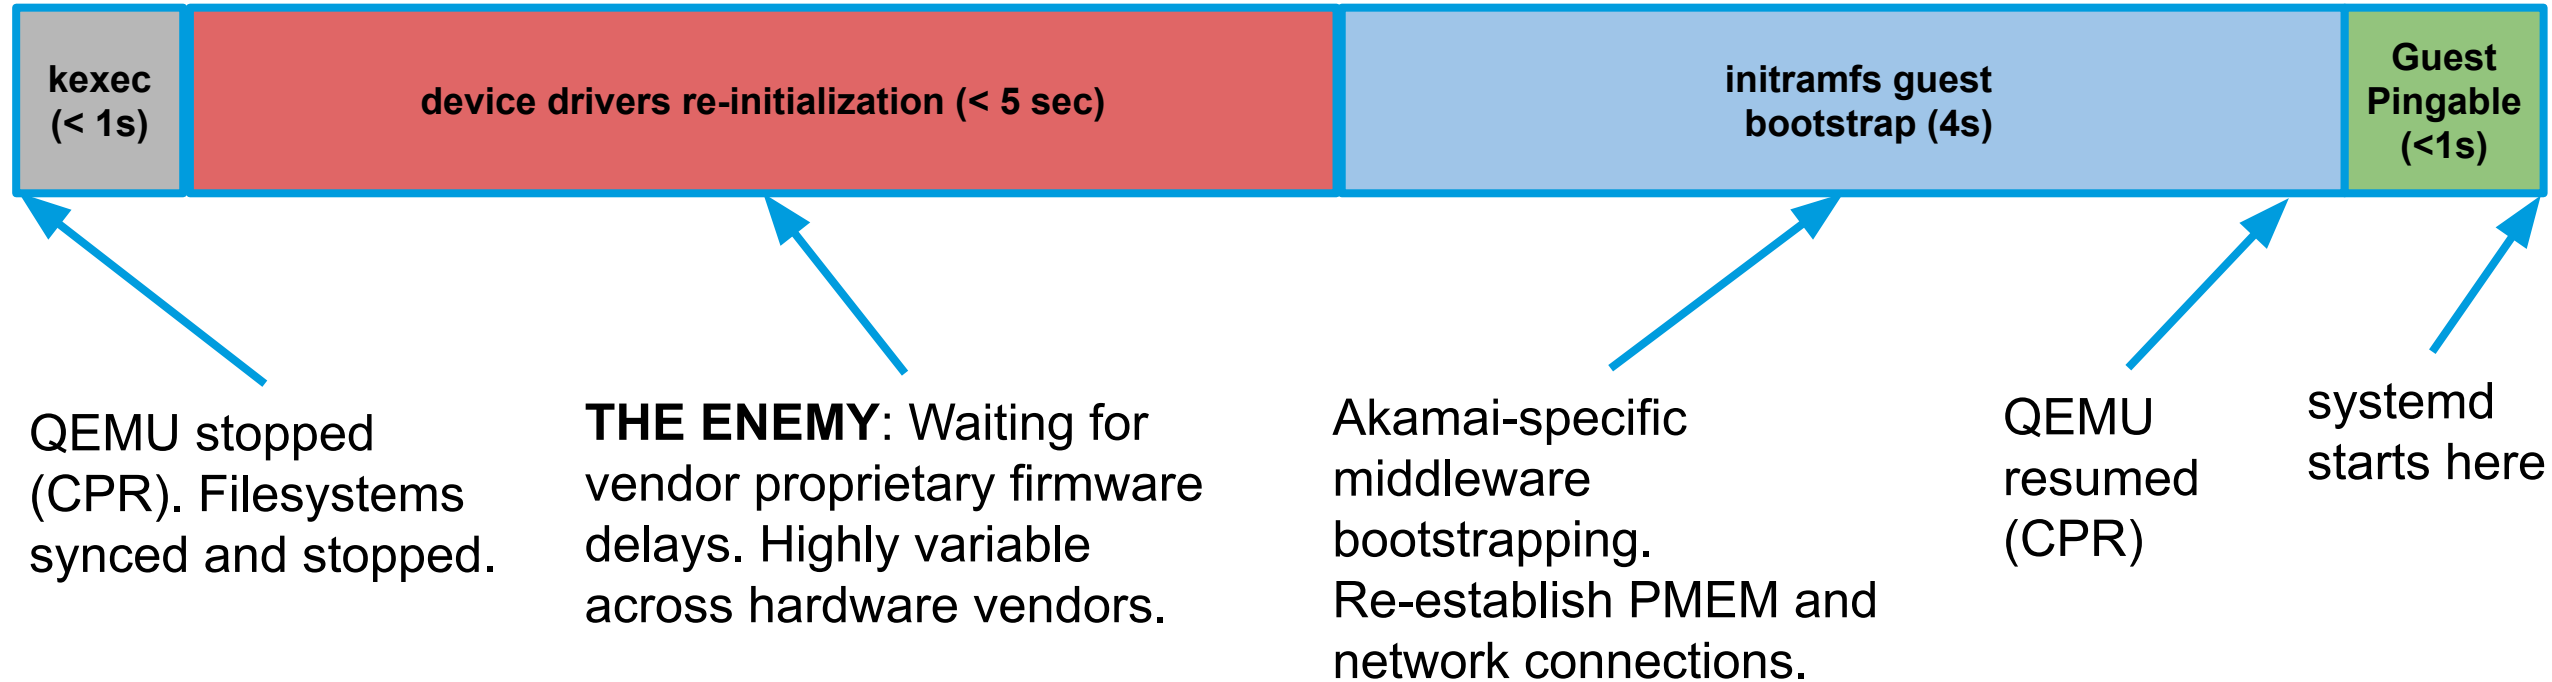 kexec
(< 1s)
device drivers re-initialization (< 5 sec)
initramfs guest
bootstrap (4s)
Guest
Pingable
(<1s)
QEMU stopped
(CPR). Filesystems
synced and stopped.
THE ENEMY: Waiting for
vendor proprietary firmware
delays. Highly variable
across hardware vendors.
Akamai-specific
middleware
bootstrapping.
Re-establish PMEM and
network connections.
QEMU
resumed
(CPR)
systemd
starts here